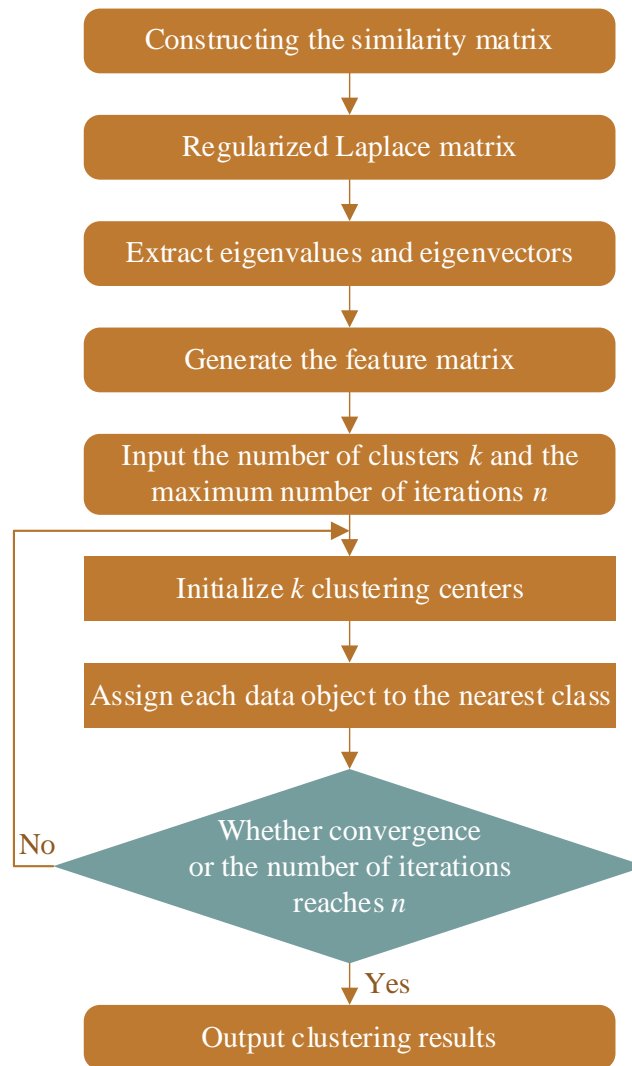 Constructing the similarity matrix
Regularized Laplace matrix
Extract eigenvalues and eigenvectors
Generate the feature matrix
Input the number of clusters k and the
maximum number of iterations n
Initialize k clustering centers
Assign each data object to the nearest class
Whether convergence
or the number of iterations
reaches n
No
Yes
Output clustering results